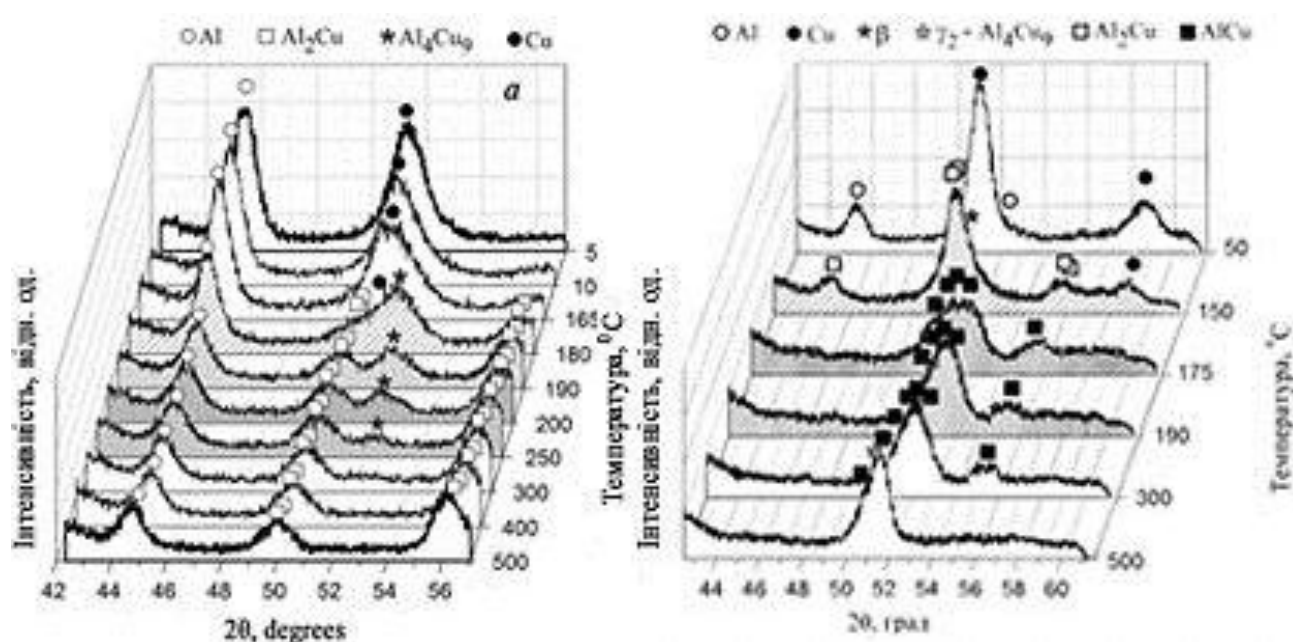 Al Al₂Cu Al₄Cu₉ Cu
a
5
10
165
180
190
200
250
300
400
500
Інтенсивність, відн. од.
Температура, ⁰C
42 44 46 48 50 52 54 56
2θ, degrees
Al Cu β γ₂ - Al₄Cu₉ Al₂Cu AlCu
50
150
175
190
300
500
Інтенсивність, відн. од.
Температура, ⁰C
44 46 48 50 52 54 56 58 60
2θ, град